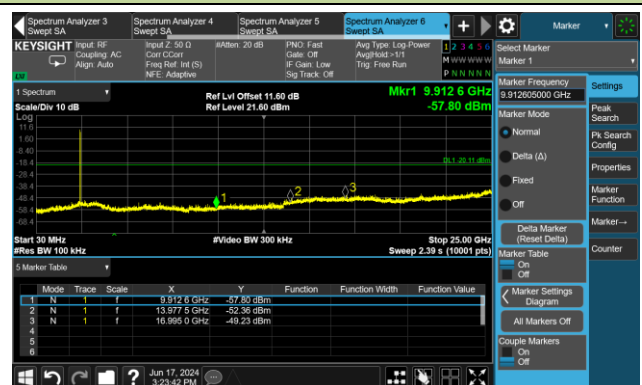 Spectrum Analyzer 3
Swept SA
Spectrum Analyzer 4
Swept SA
Spectrum Analyzer 5
Swept SA
Spectrum Analyzer 6
Swept SA
+
Marker
KEYSIGHT
Input: RF
Coupling: AC
Align: Auto
Input Z: 50 Ω
Corr CCorr
Freq Ref: Int (S)
NFE: Adaptive
#Atten: 20 dB
PNO: Fast
Gate: Off
IF Gain: Low
Sig Track: Off
Avg Type: Log-Power
Avg|Hold:>1/1
Trig: Free Run
1 2 3 4 5 6
M W W W W W
P N N N N N
LXI
Select Marker
Marker 1
1 Spectrum
Scale/Div 10 dB
Ref Lvl Offset 11.60 dB
Ref Level 21.60 dBm
Mkr1 9.912 6 GHz
-57.80 dBm
Log
11.6
1.60
-8.40
-18.4
-28.4
-38.4
-48.4
-58.4
-68.4
DL1 -20.11 dBm
1
2
3
Start 30 MHz
#Res BW 100 kHz
#Video BW 300 kHz
Stop 25.00 GHz
Sweep 2.39 s (10001 pts)
5 Marker Table
Mode Trace Scale X Y Function Function Width Function Value
1 N 1 f 9.912 6 GHz -57.80 dBm
2 N 1 f 13.977 5 GHz -52.36 dBm
3 N 1 f 16.995 0 GHz -49.23 dBm
4
5
6
Marker Frequency
9.912605000 GHz
Marker Mode
Normal
Delta (Δ)
Fixed
Off
Delta Marker
(Reset Delta)
Marker Table
On
Off
Marker Settings
Diagram
All Markers Off
Couple Markers
On
Off
Settings
Peak
Search
Pk Search
Config
Properties
Marker
Function
Marker→
Counter
?
Jun 17, 2024
3:23:42 PM